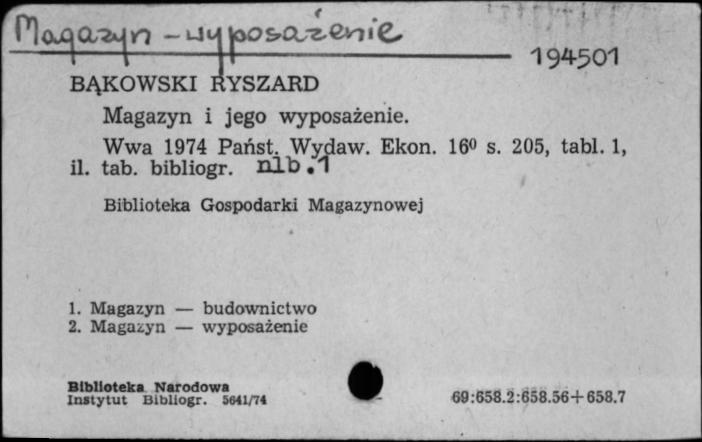 Magazyn - wyposażenie
194501
BĄKOWSKI RYSZARD
Magazyn i jego wyposażenie.
Wwa 1974 Państ. Wydaw. Ekon. 16⁰ s. 205, tabl. 1,
il. tab. bibliogr. nlb. 1
Biblioteka Gospodarki Magazynowej
1. Magazyn — budownictwo
2. Magazyn — wyposażenie
Biblioteka Narodowa
Instytut Bibliogr. 5641/74
69:658.2:658.56+658.7